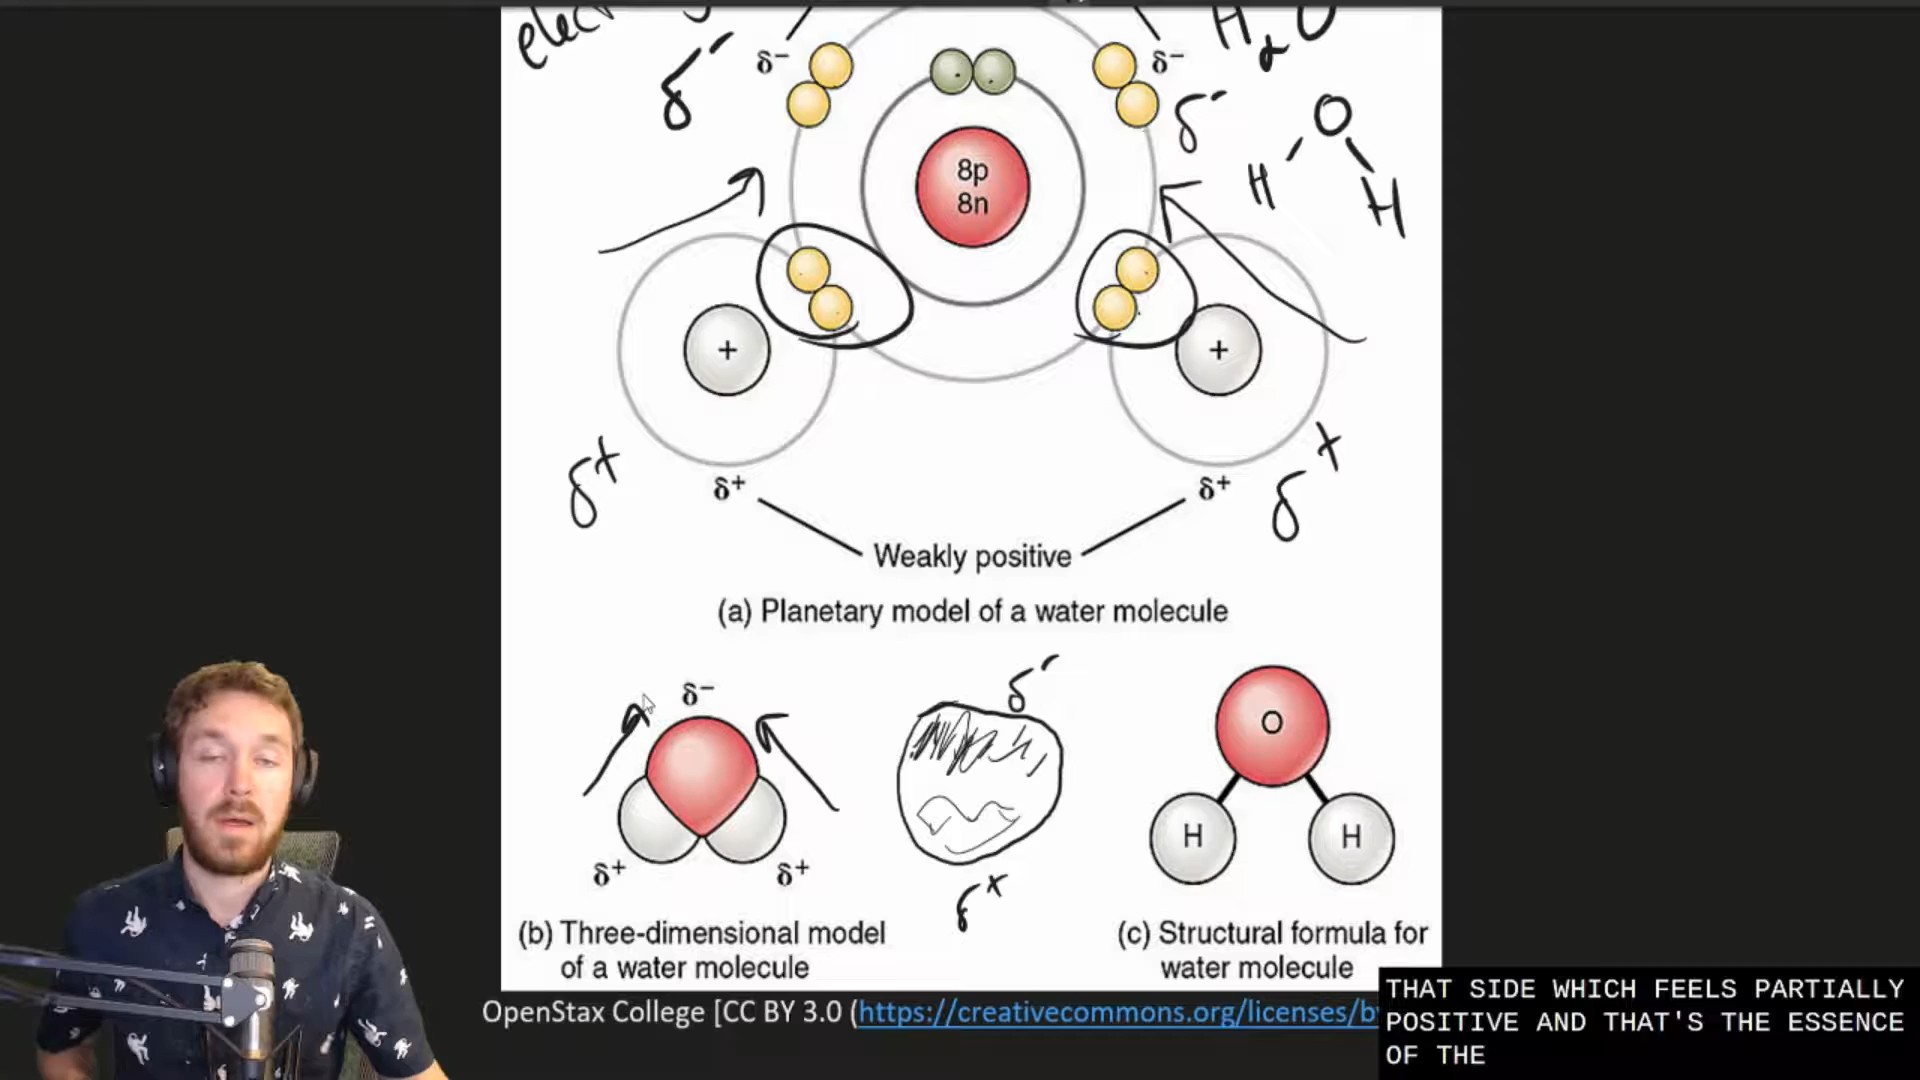 elec
H₂O
δ⁻
δ⁻
δ⁻
δ⁻
O
H
H
8p
8n
+
+
δ⁺
δ⁺
δ⁺
δ⁺
Weakly positive
(a) Planetary model of a water molecule
δ⁻
δ⁻
O
H
H
δ⁺
δ⁺
δ⁺
(b) Three-dimensional model
of a water molecule
(c) Structural formula for
water molecule
OpenStax College [CC BY 3.0 (https://creativecommons.org/licenses/by
THAT SIDE WHICH FEELS PARTIALLY
POSITIVE AND THAT'S THE ESSENCE
OF THE